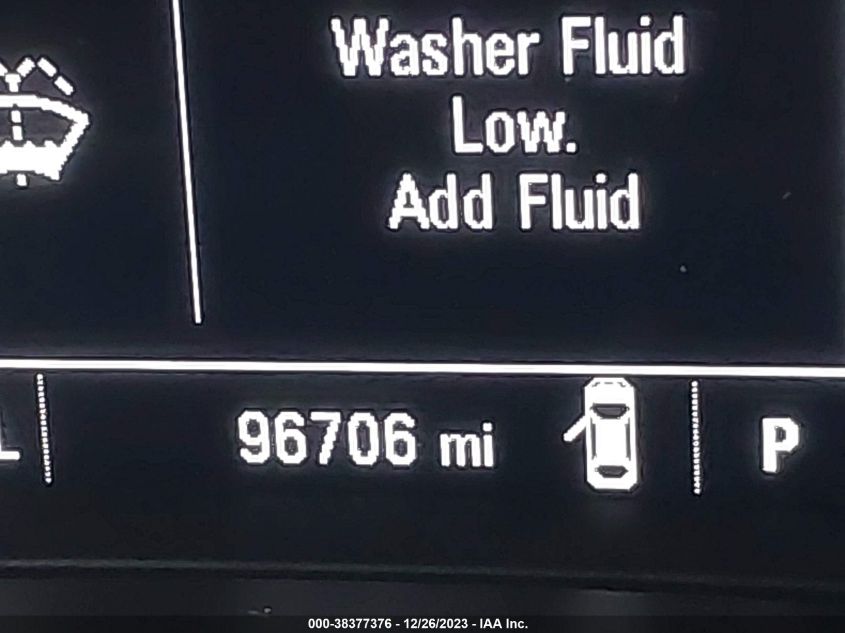 Washer Fluid
Low.
Add Fluid
L
96706 mi
P
000-38377376 - 12/26/2023 - IAA Inc.